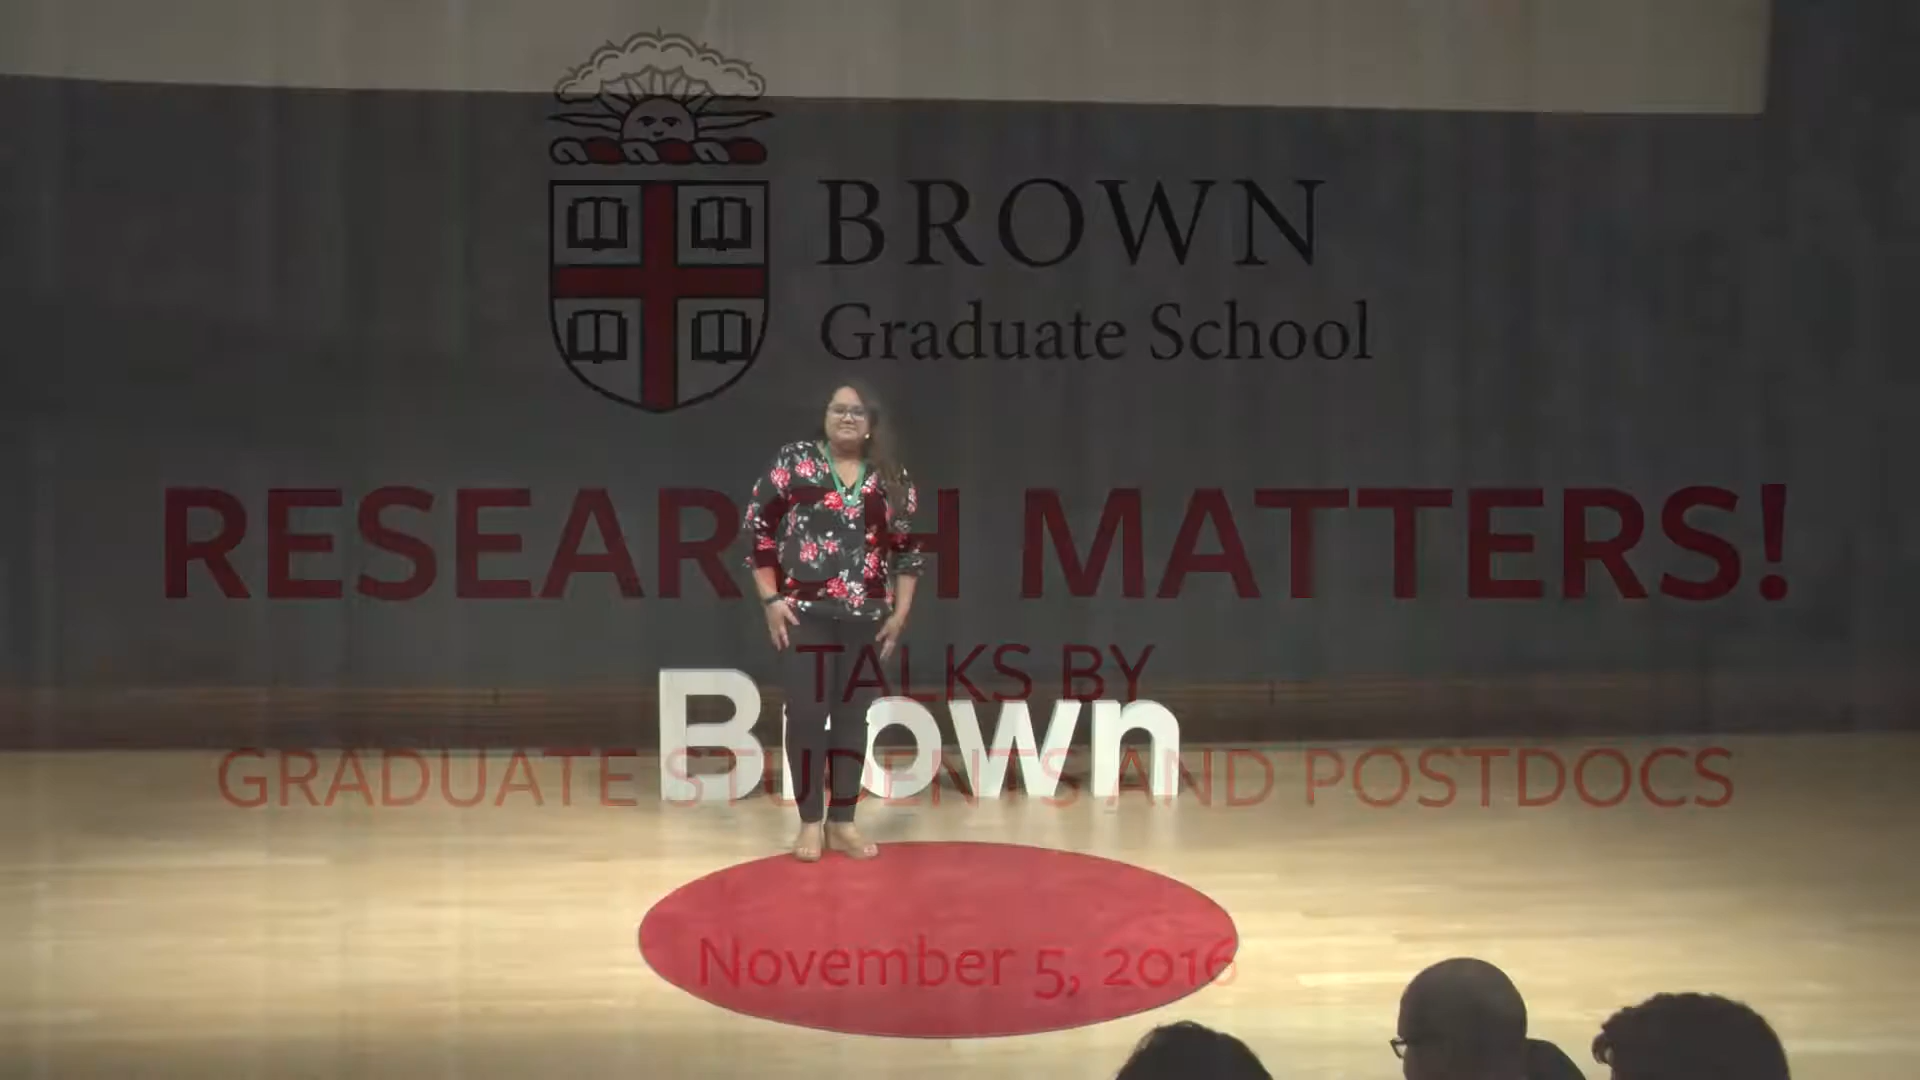 BROWN
Graduate School
RESEARCH MATTERS!
TALKS BY
Brown
GRADUATE STUDENTS AND POSTDOCS
November 5, 2016